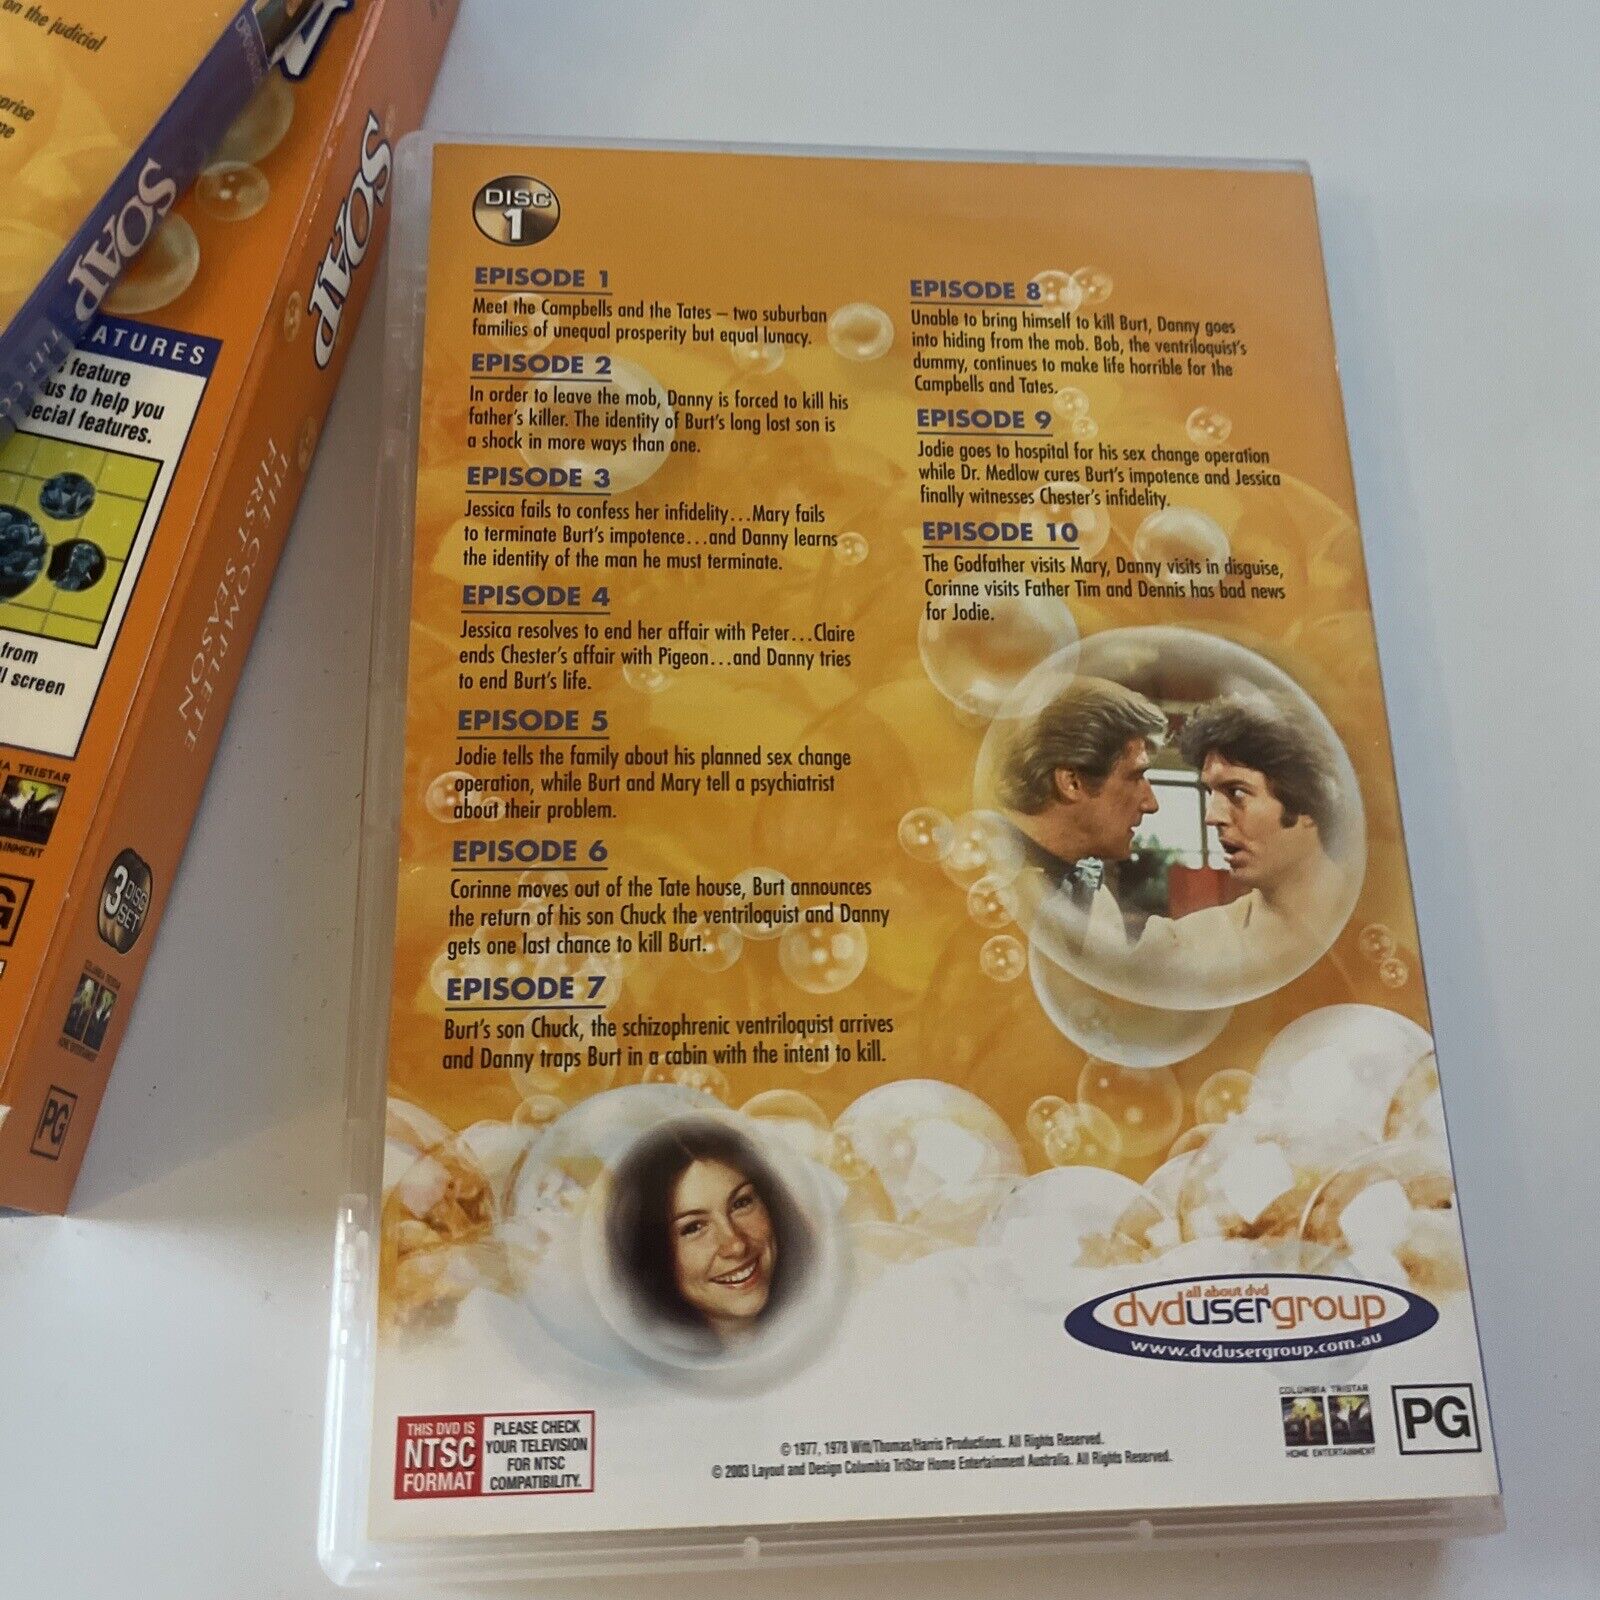 on the judicial
prise
me
SOAP
SOAP
ATURES
feature
us to help you
ecial features.
from
screen
THE COMPLETE
FIRST SEASON
TRISTAR
3 DISC
SET
PG
DISC
1
EPISODE 1
Meet the Campbells and the Tates – two suburban
families of unequal prosperity but equal lunacy.
EPISODE 2
In order to leave the mob, Danny is forced to kill his
father's killer. The identity of Burt's long lost son is
a shock in more ways than one.
EPISODE 3
Jessica fails to confess her infidelity...Mary fails
to terminate Burt's impotence...and Danny learns
the identity of the man he must terminate.
EPISODE 4
Jessica resolves to end her affair with Peter...Claire
ends Chester's affair with Pigeon...and Danny tries
to end Burt's life.
EPISODE 5
Jodie tells the family about his planned sex change
operation, while Burt and Mary tell a psychiatrist
about their problem.
EPISODE 6
Corinne moves out of the Tate house, Burt announces
the return of his son Chuck the ventriloquist and Danny
gets one last chance to kill Burt.
EPISODE 7
Burt's son Chuck, the schizophrenic ventriloquist arrives
and Danny traps Burt in a cabin with the intent to kill.
EPISODE 8
Unable to bring himself to kill Burt, Danny goes
into hiding from the mob. Bob, the ventriloquist's
dummy, continues to make life horrible for the
Campbells and Tates.
EPISODE 9
Jodie goes to hospital for his sex change operation
while Dr. Medlow cures Burt's impotence and Jessica
finally witnesses Chester's infidelity.
EPISODE 10
The Godfather visits Mary, Danny visits in disguise,
Corinne visits Father Tim and Dennis has bad news
for Jodie.
all about dvd
dvdusergroup
www.dvdusergroup.com.au
THIS DVD IS
NTSC
FORMAT
PLEASE CHECK
YOUR TELEVISION
FOR NTSC
COMPATIBILITY.
© 1977, 1978 Witt/Thomas/Harris Productions. All Rights Reserved.
© 2003 Layout and Design Columbia TriStar Home Entertainment Australia. All Rights Reserved.
COLUMBIA TRISTAR
HOME ENTERTAINMENT
PG